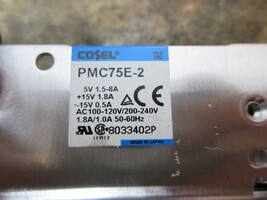 COSEL
PMC75E-2
5V 1.5-8A
+15V 1.8A
-15V 0.5A
AC100-120V/200-240V
1.8A/1.0A 50-60Hz
8033402P
MADE IN JAPAN